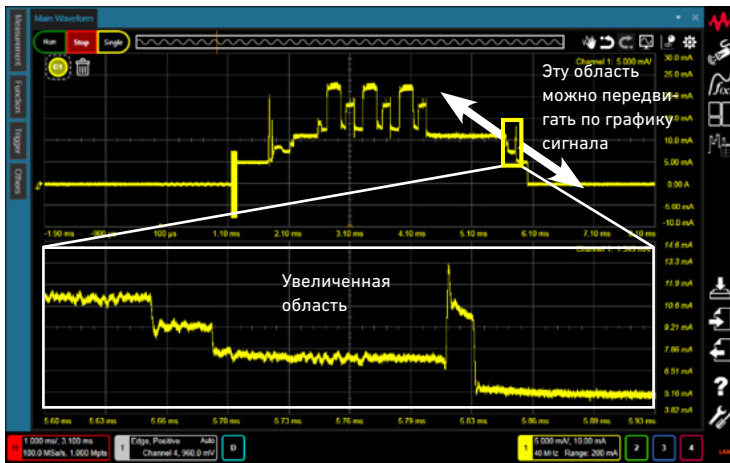 Main Waveform
Measurement
Function
Trigger
Others
Run
Stop
Single
C1
Channel 1: 5.000 mA/
30.0 mA
25.0 mA
Эту область
можно передви-
гать по графику
сигнала
10.0 mA
5.00 mA
0.00 A
-5.00 mA
-10.0 mA
-1.90 ms
-900 µs
100 µs
1.10 ms
2.10 ms
3.10 ms
4.10 ms
5.10 ms
6.10 ms
7.10 ms
8.10 ms
14.6 mA
13.3 mA
11.9 mA
10.6 mA
9.21 mA
7.86 mA
6.51 mA
5.16 mA
3.82 mA
Увеличенная
область
5.60 ms
5.63 ms
5.66 ms
5.70 ms
5.73 ms
5.76 ms
5.79 ms
5.83 ms
5.86 ms
5.89 ms
5.93 ms
H
1.000 ms/, 3.100 ms
100.0 MSa/s, 1.000 Mpts
T
Edge, Positive Auto
Channel 4, 960.0 mV
D
1
5.000 mA/, 10.00 mA
40 MHz Range: 200 mA
2
3
4
LAN